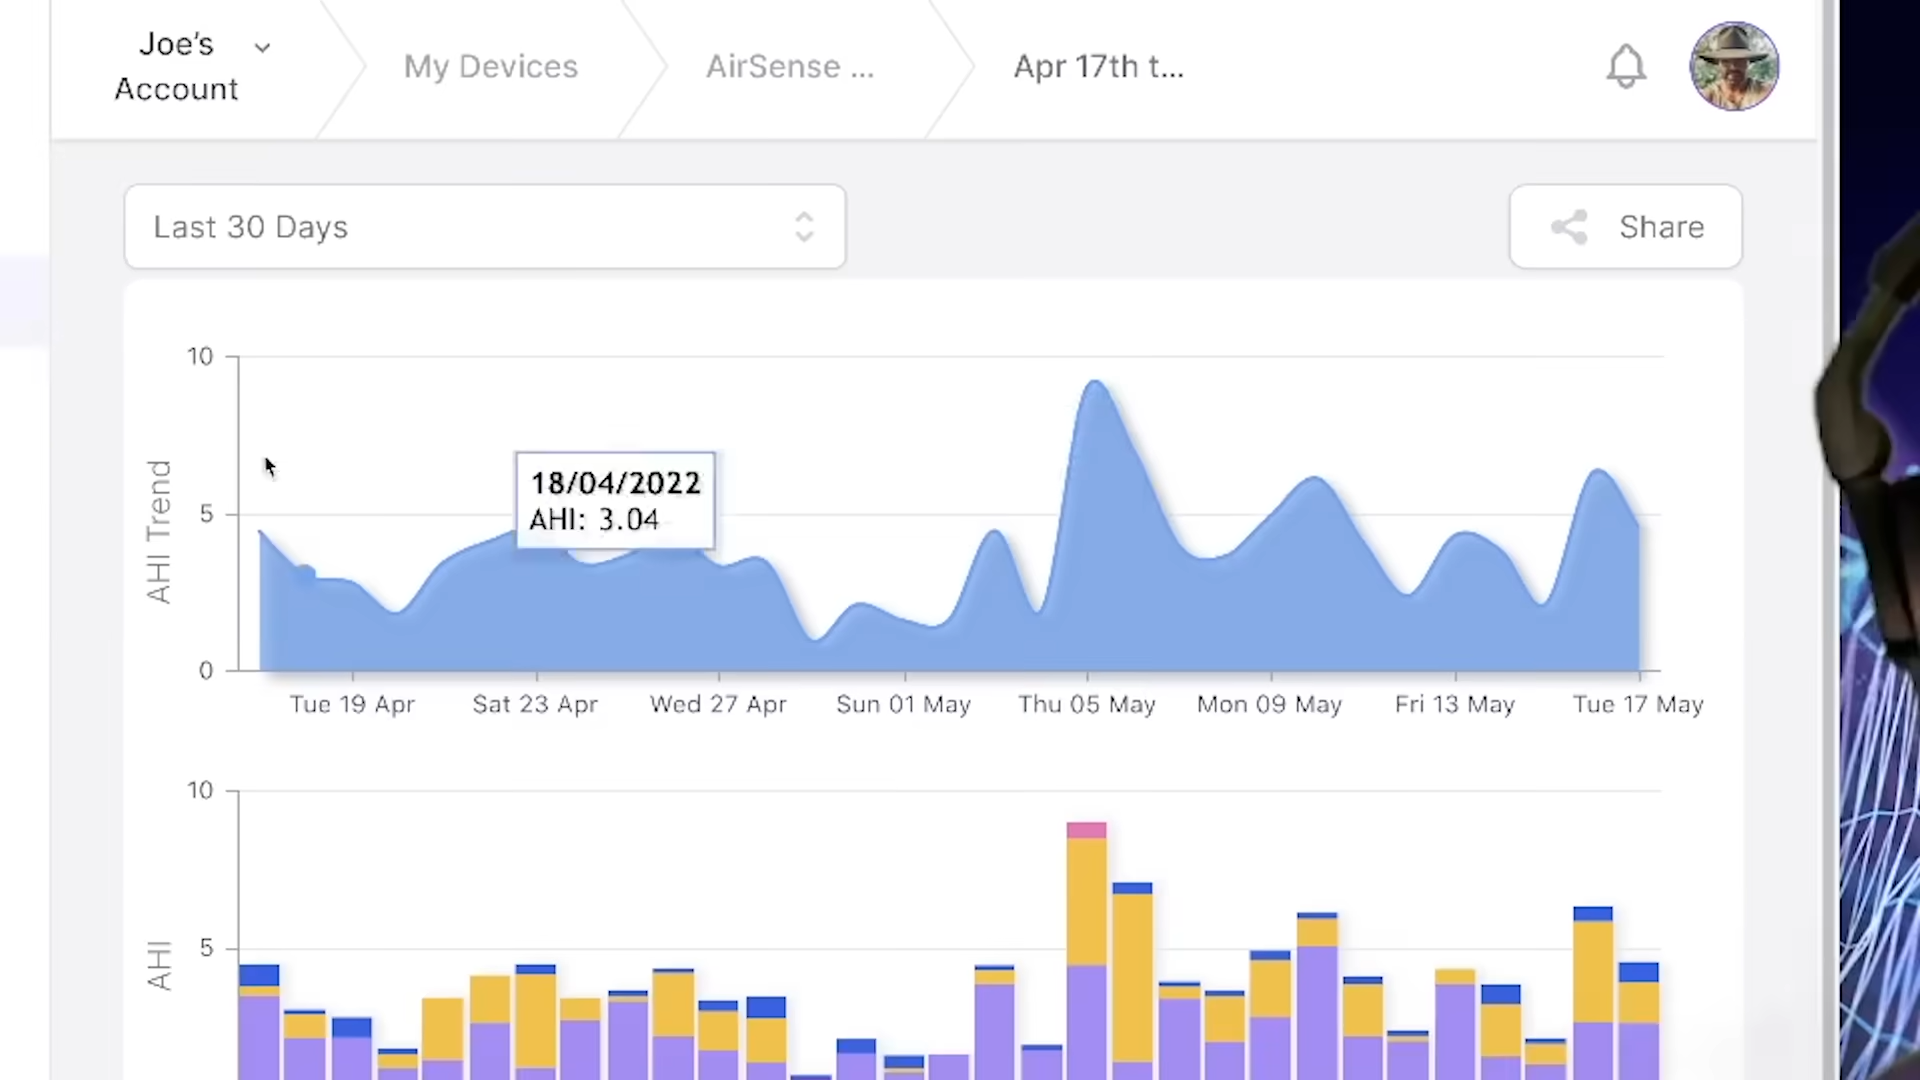 Joe's
Account
My Devices
AirSense ...
Apr 17th t...
Last 30 Days
Share
10
5
0
AHI Trend
18/04/2022
AHI: 3.04
Tue 19 Apr
Sat 23 Apr
Wed 27 Apr
Sun 01 May
Thu 05 May
Mon 09 May
Fri 13 May
Tue 17 May
10
5
AHI